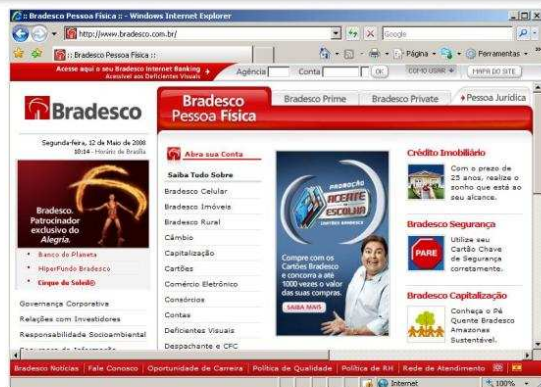 :: Bradesco Pessoa Física :: - Windows Internet Explorer
http://www.bradesco.com.br/
Google
:: Bradesco Pessoa Física ::
Página
Ferramentas
Acesse aqui o seu Bradesco Internet Banking
Acessível aos Deficientes Visuais
Agência
Conta
OK
COMO USAR
MAPA DO SITE
Bradesco
Bradesco
Pessoa Física
Bradesco Prime
Bradesco Private
Pessoa Jurídica
Segunda-feira, 12 de Maio de 2008
10:14 - Horário de Brasília
Bradesco.
Patrocinador
exclusivo do
Alegría.
Banco do Planeta
HiperFundo Bradesco
Cirque du Soleil®
Governança Corporativa
Relações com Investidores
Responsabilidade Socioambiental
Segurança da Informação
Abra sua Conta
Saiba Tudo Sobre
Bradesco Celular
Bradesco Imóveis
Bradesco Rural
Câmbio
Capitalização
Cartões
Comércio Eletrônico
Consórcios
Contas
Deficientes Visuais
Despachante e CFC
PROMOÇÃO
ACERTE
NA
ESCOLHA
CARTÕES BRADESCO
Compre com os
Cartões Bradesco
e concorra a até
1000 vezes o valor
das suas compras.
SAIBA MAIS
Crédito Imobiliário
Com o prazo de
25 anos, realize o
sonho que está ao
seu alcance.
Bradesco Segurança
PARE
Utilize seu
Cartão Chave
de Segurança
corretamente.
Bradesco Capitalização
Conheça o Pé
Quente Bradesco
Amazonas
Sustentável.
Bradesco Notícias
Fale Conosco
Oportunidade de Carreira
Política de Qualidade
Política de RH
Rede de Atendimento
Internet
100%